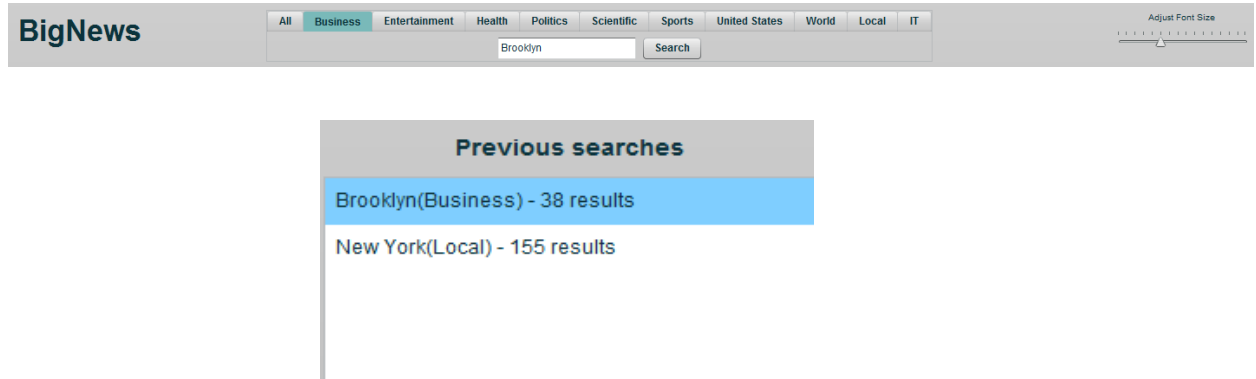 BigNews
All Business Entertainment Health Politics Scientific Sports United States World Local IT
Brooklyn Search
Adjust Font Size
Previous searches
Brooklyn(Business) - 38 results
New York(Local) - 155 results